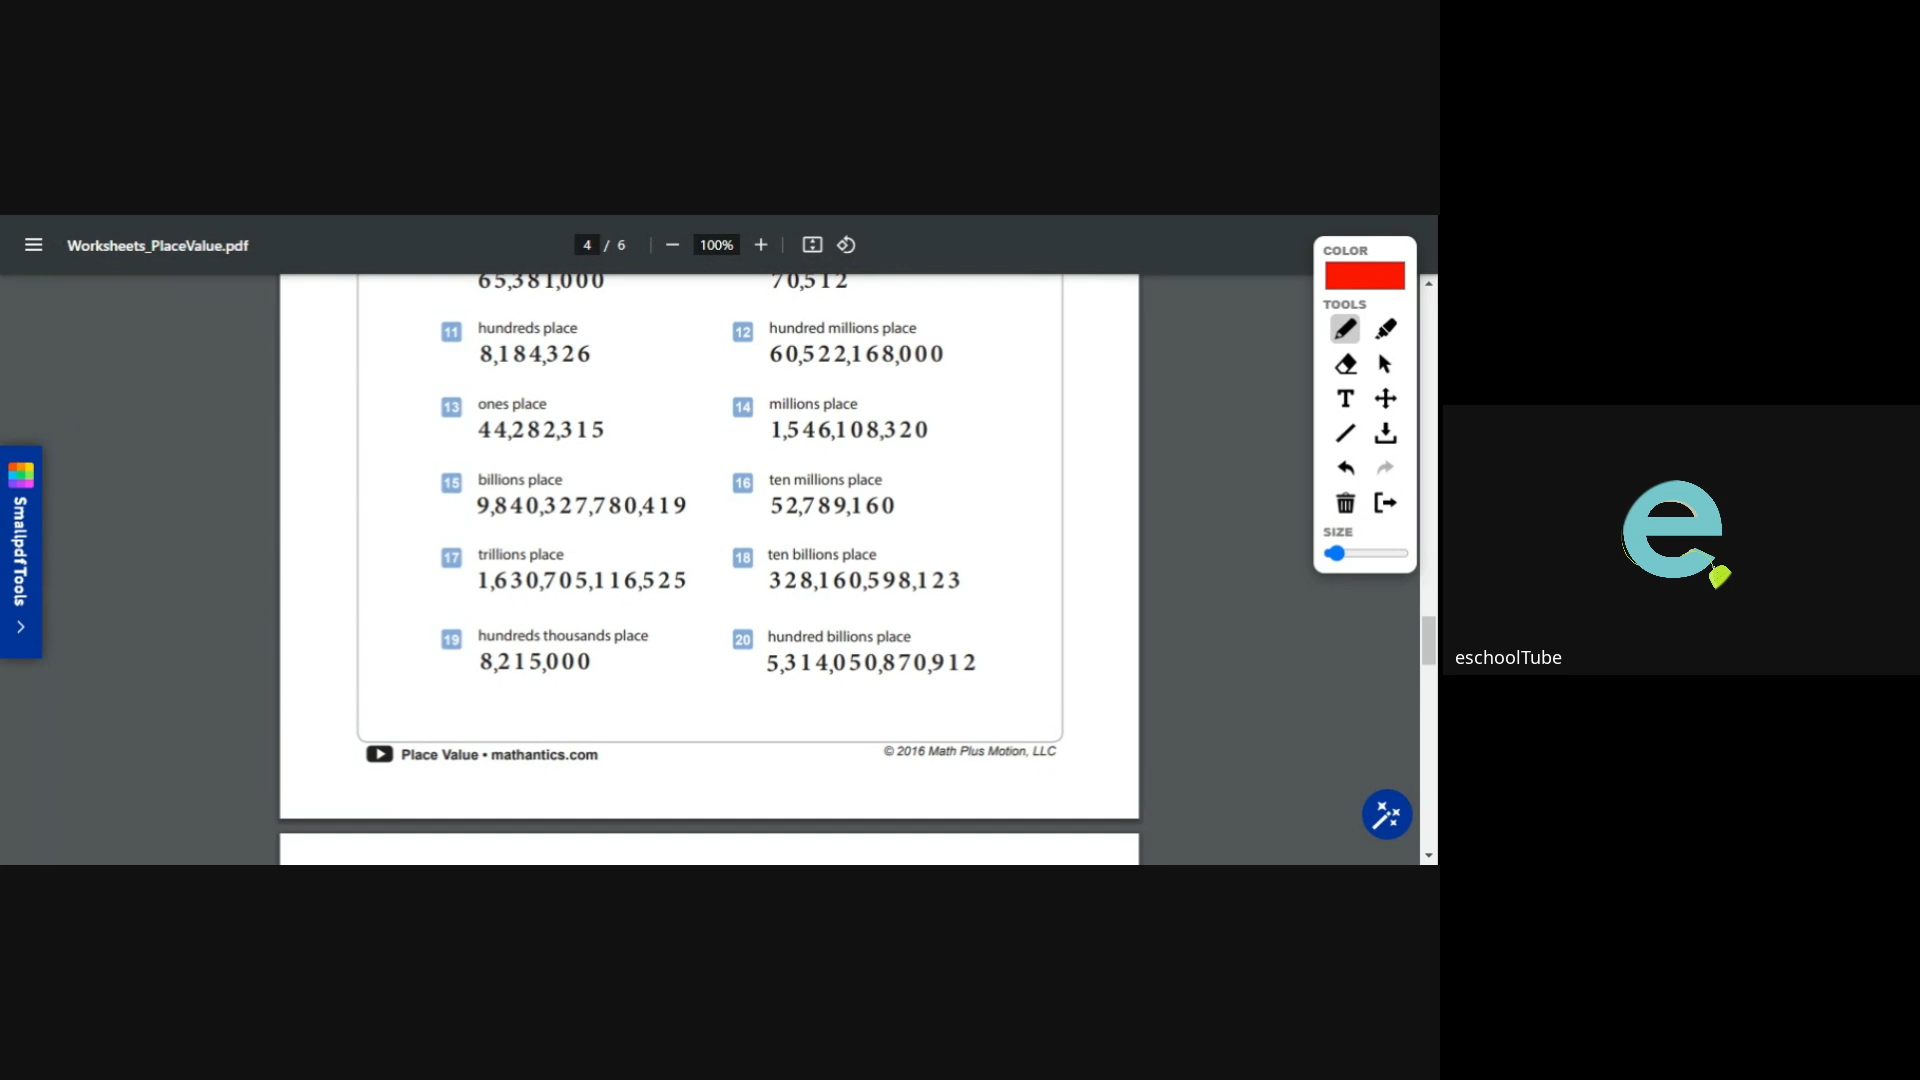 Worksheets_PlaceValue.pdf
4 / 6
100%
COLOR
TOOLS
T
SIZE
Smallpdf Tools
65,381,000
70,512
11 hundreds place
8,184,326
12 hundred millions place
60,522,168,000
13 ones place
44,282,315
14 millions place
1,546,108,320
15 billions place
9,840,327,780,419
16 ten millions place
52,789,160
17 trillions place
1,630,705,116,525
18 ten billions place
328,160,598,123
19 hundreds thousands place
8,215,000
20 hundred billions place
5,314,050,870,912
Place Value • mathantics.com
© 2016 Math Plus Motion, LLC
e
eschoolTube